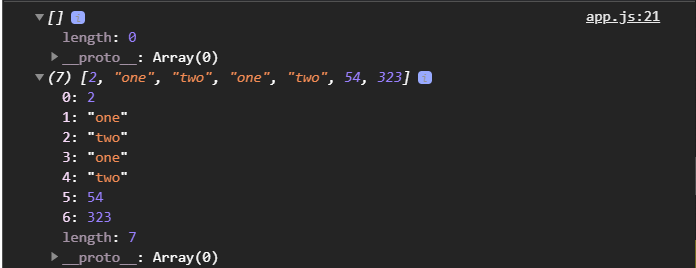 ▼[] i app.js:21
length: 0
▶__proto__: Array(0)
▼(7) [2, "one", "two", "one", "two", 54, 323] i
0: 2
1: "one"
2: "two"
3: "one"
4: "two"
5: 54
6: 323
length: 7
▶__proto__: Array(0)